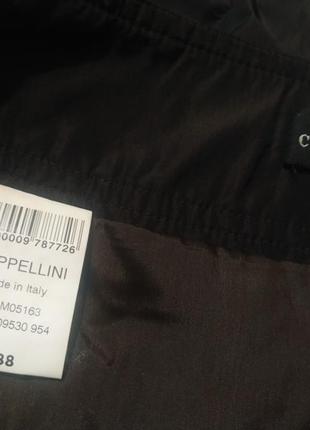 0009 787726
PPELLINI
de in Italy
M05163
09530 954
38
C